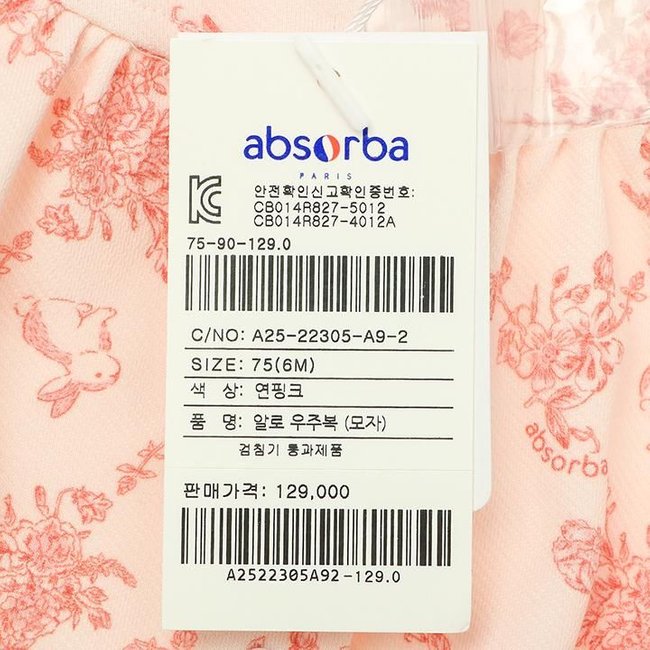 absorba
PARIS
안전확인신고확인증번호:
CB014R827-5012
CB014R827-4012A
75-90-129.0
C/NO: A25-22305-A9-2
SIZE: 75(6M)
색 상: 연핑크
품 명: 알로 우주복 (모자)
검침기 통과제품
판매가격: 129,000
A2522305A92-129.0
absorba